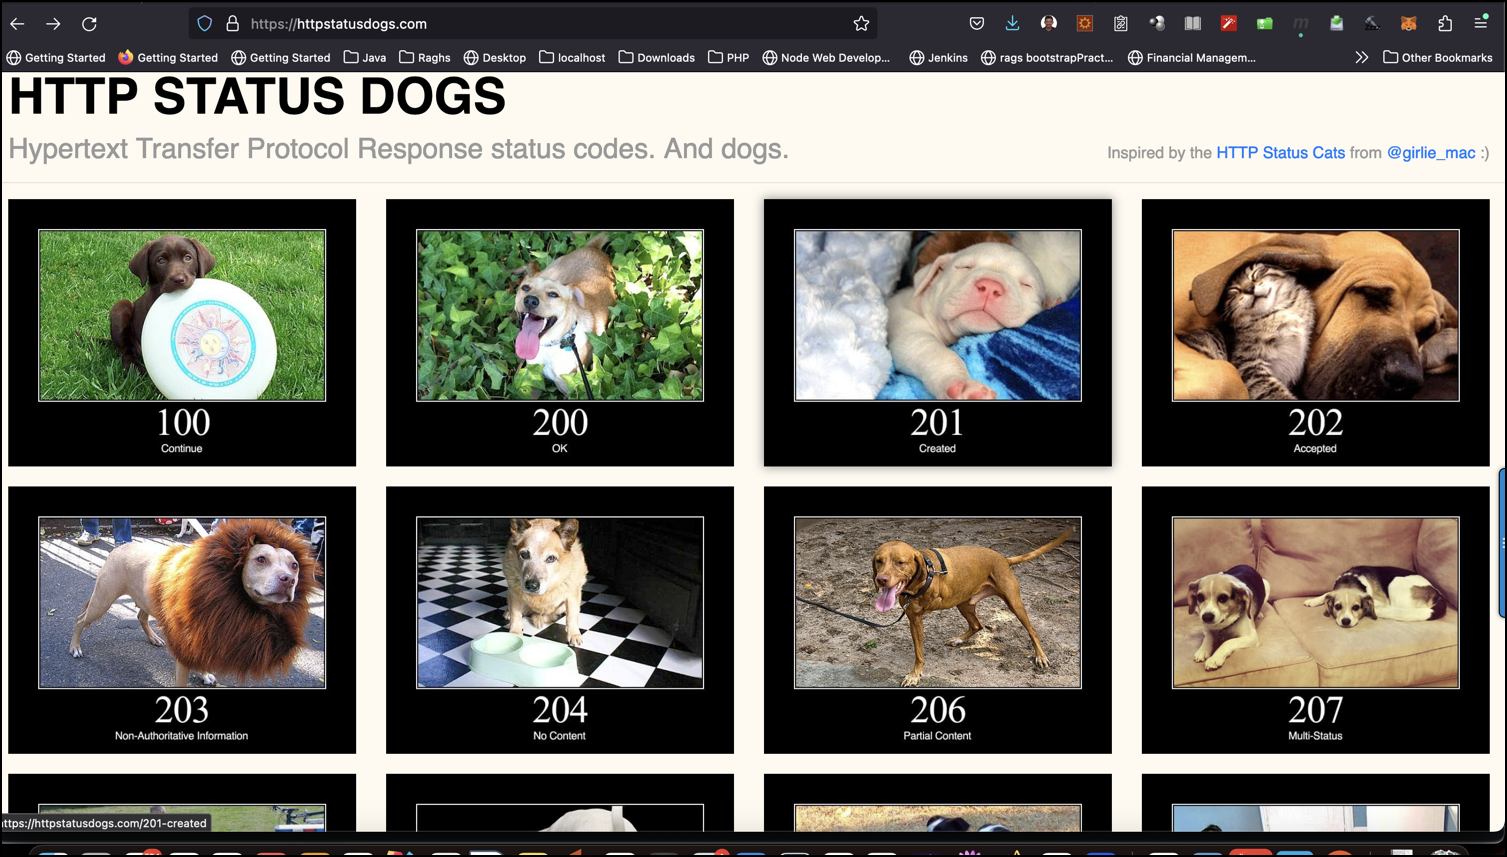 https://httpstatusdogs.com
Getting Started Getting Started Getting Started Java Raghs Desktop localhost Downloads PHP Node Web Develop... Jenkins rags bootstrapPract... Financial Managem... Other Bookmarks
HTTP STATUS DOGS
Hypertext Transfer Protocol Response status codes. And dogs.
Inspired by the HTTP Status Cats from @girlie_mac :)
100
Continue
200
OK
201
Created
202
Accepted
203
Non-Authoritative Information
204
No Content
206
Partial Content
207
Multi-Status
ttps://httpstatusdogs.com/201-created